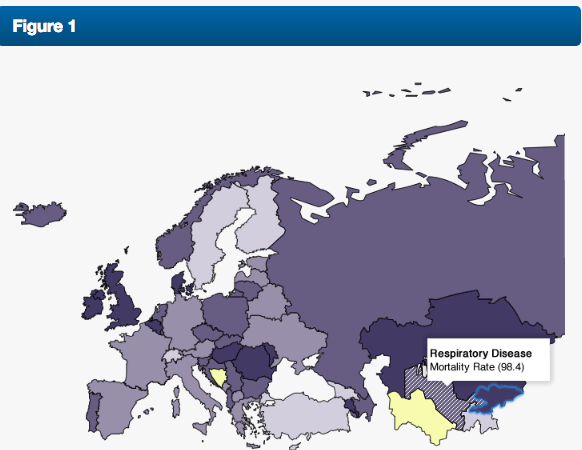 Figure 1
Respiratory Disease
Mortality Rate (98.4)